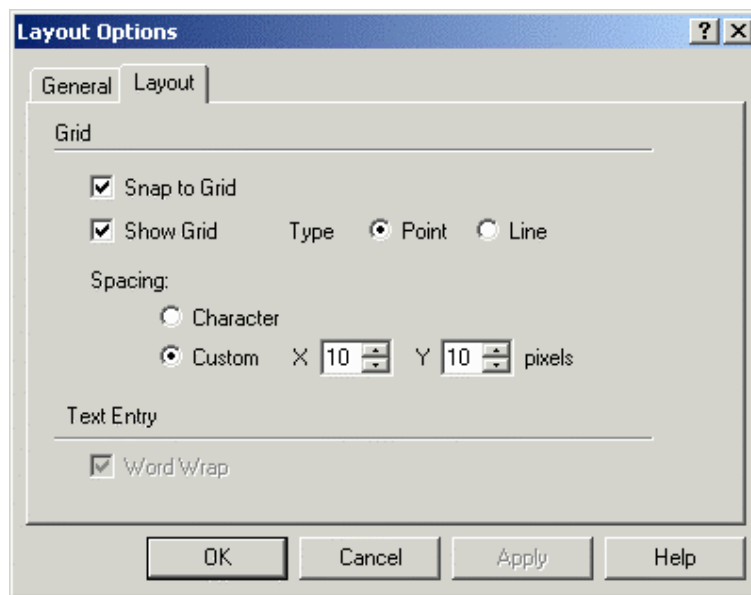 Layout Options
General Layout
Grid
Snap to Grid
Show Grid Type Point Line
Spacing:
Character
Custom X 10 Y 10 pixels
Text Entry
Word Wrap
OK Cancel Apply Help